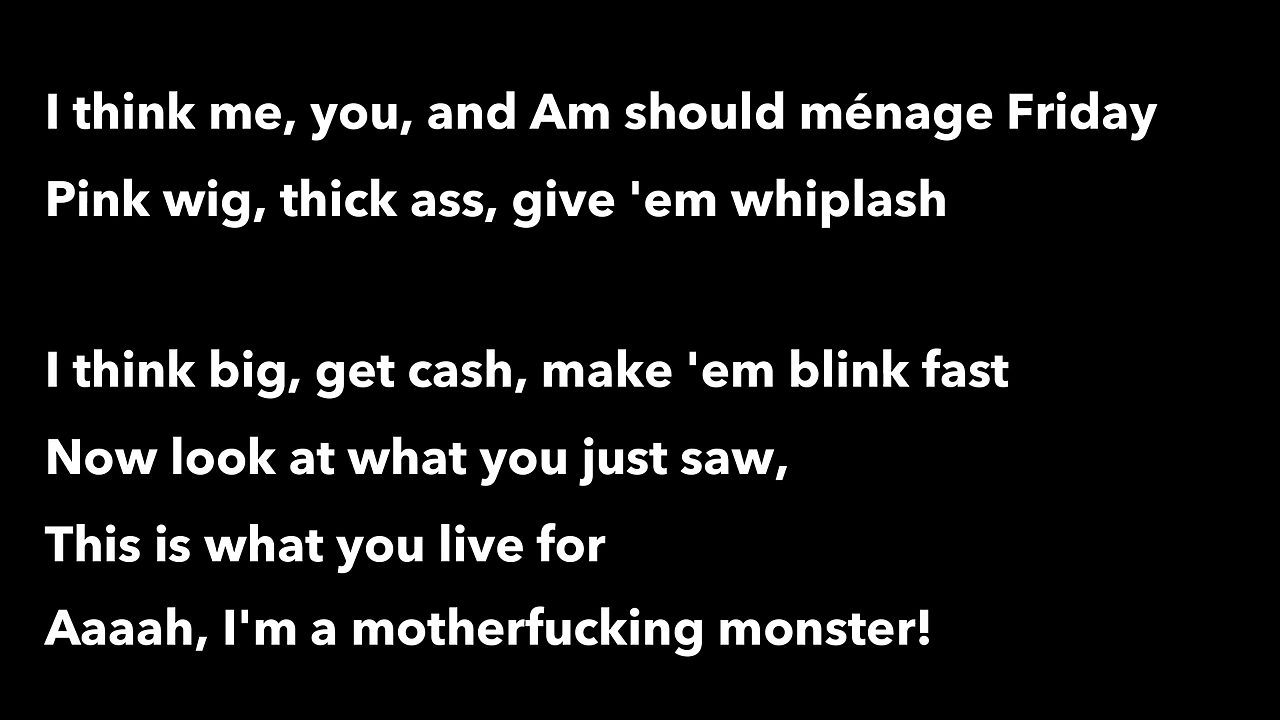 I think me, you, and Am should ménage Friday
Pink wig, thick ass, give 'em whiplash
I think big, get cash, make 'em blink fast
Now look at what you just saw,
This is what you live for
Aaaah, I'm a motherfucking monster!